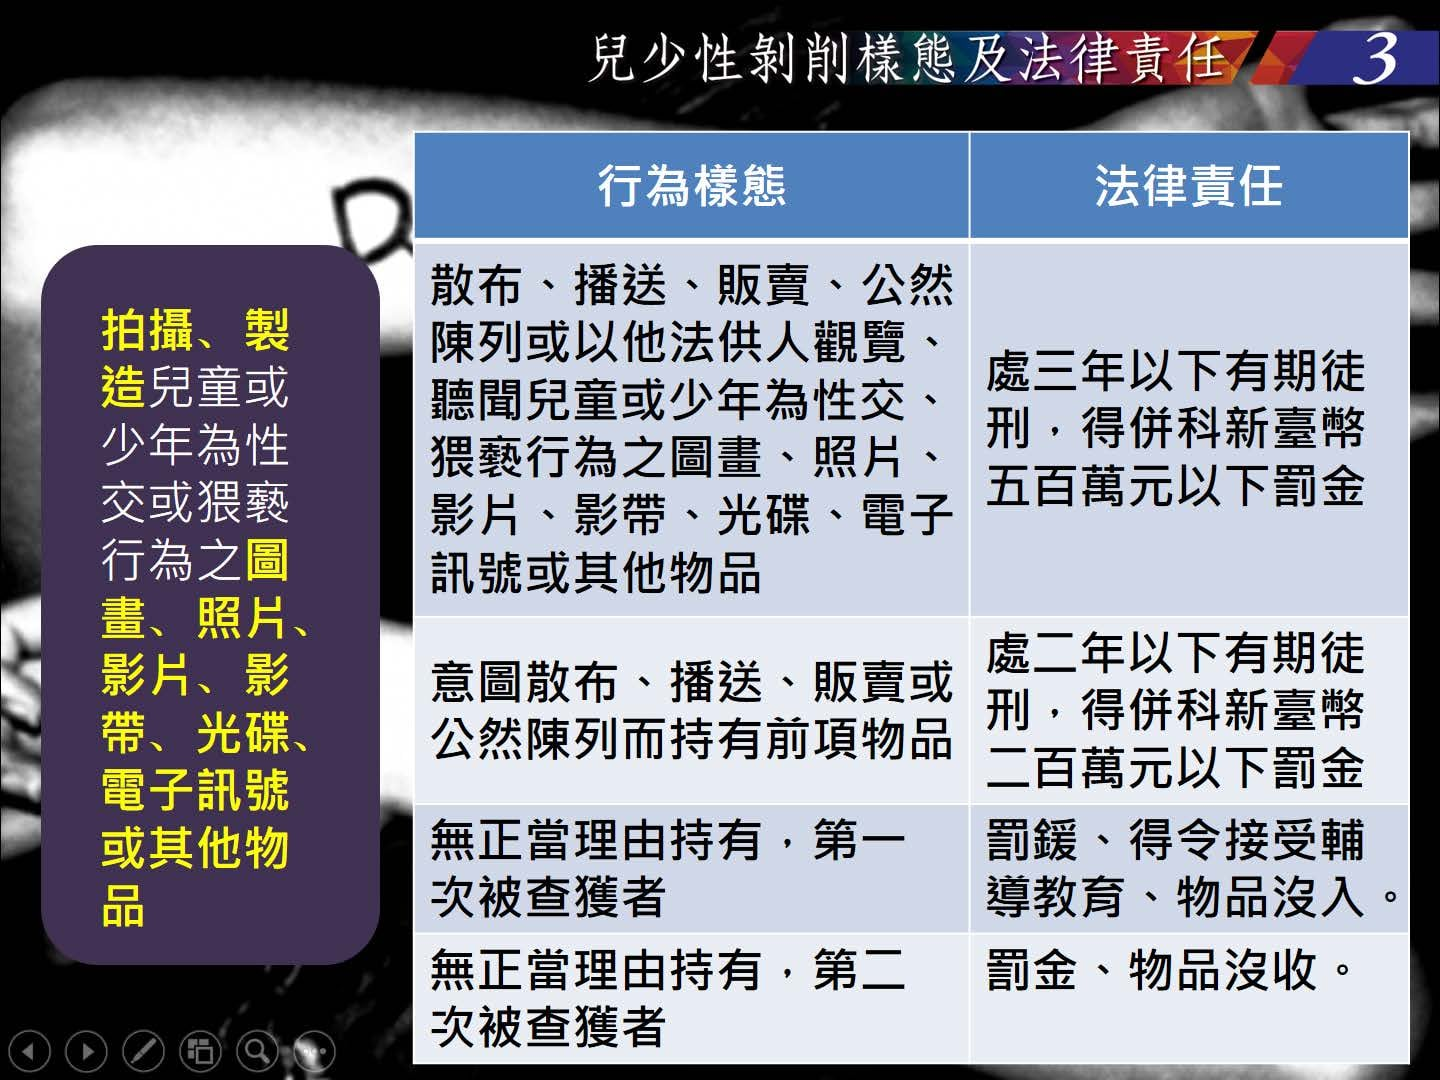 兒少性剝削樣態及法律責任 3
拍攝、製
造兒童或
少年為性
交或猥褻
行為之圖
畫、照片、
影片、影
帶、光碟、
電子訊號
或其他物
品
行為樣態
法律責任
散布、播送、販賣、公然
陳列或以他法供人觀覽、
聽聞兒童或少年為性交、
猥褻行為之圖畫、照片、
影片、影帶、光碟、電子
訊號或其他物品
處三年以下有期徒
刑，得併科新臺幣
五百萬元以下罰金
意圖散布、播送、販賣或
公然陳列而持有前項物品
處二年以下有期徒
刑，得併科新臺幣
二百萬元以下罰金
無正當理由持有，第一
次被查獲者
罰鍰、得令接受輔
導教育、物品沒入。
無正當理由持有，第二
次被查獲者
罰金、物品沒收。